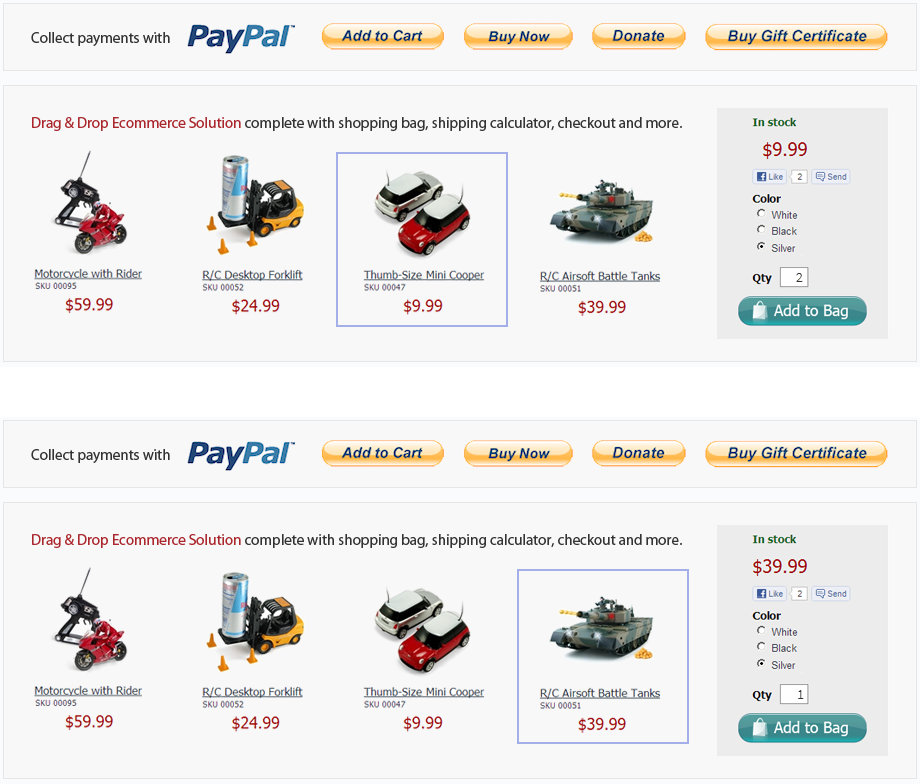 Collect payments with PayPal™ Add to Cart Buy Now Donate Buy Gift Certificate
Drag & Drop Ecommerce Solution complete with shopping bag, shipping calculator, checkout and more.
Motorcycle with Rider
SKU 00095
$59.99
R/C Desktop Forklift
SKU 00052
$24.99
Thumb-Size Mini Cooper
SKU 00047
$9.99
R/C Airsoft Battle Tanks
SKU 00051
$39.99
In stock
$9.99
Like 2 Send
Color
White
Black
Silver
Qty 2
Add to Bag
Collect payments with PayPal™ Add to Cart Buy Now Donate Buy Gift Certificate
Drag & Drop Ecommerce Solution complete with shopping bag, shipping calculator, checkout and more.
Motorcycle with Rider
SKU 00095
$59.99
R/C Desktop Forklift
SKU 00052
$24.99
Thumb-Size Mini Cooper
SKU 00047
$9.99
R/C Airsoft Battle Tanks
SKU 00051
$39.99
In stock
$39.99
Like 2 Send
Color
White
Black
Silver
Qty 1
Add to Bag